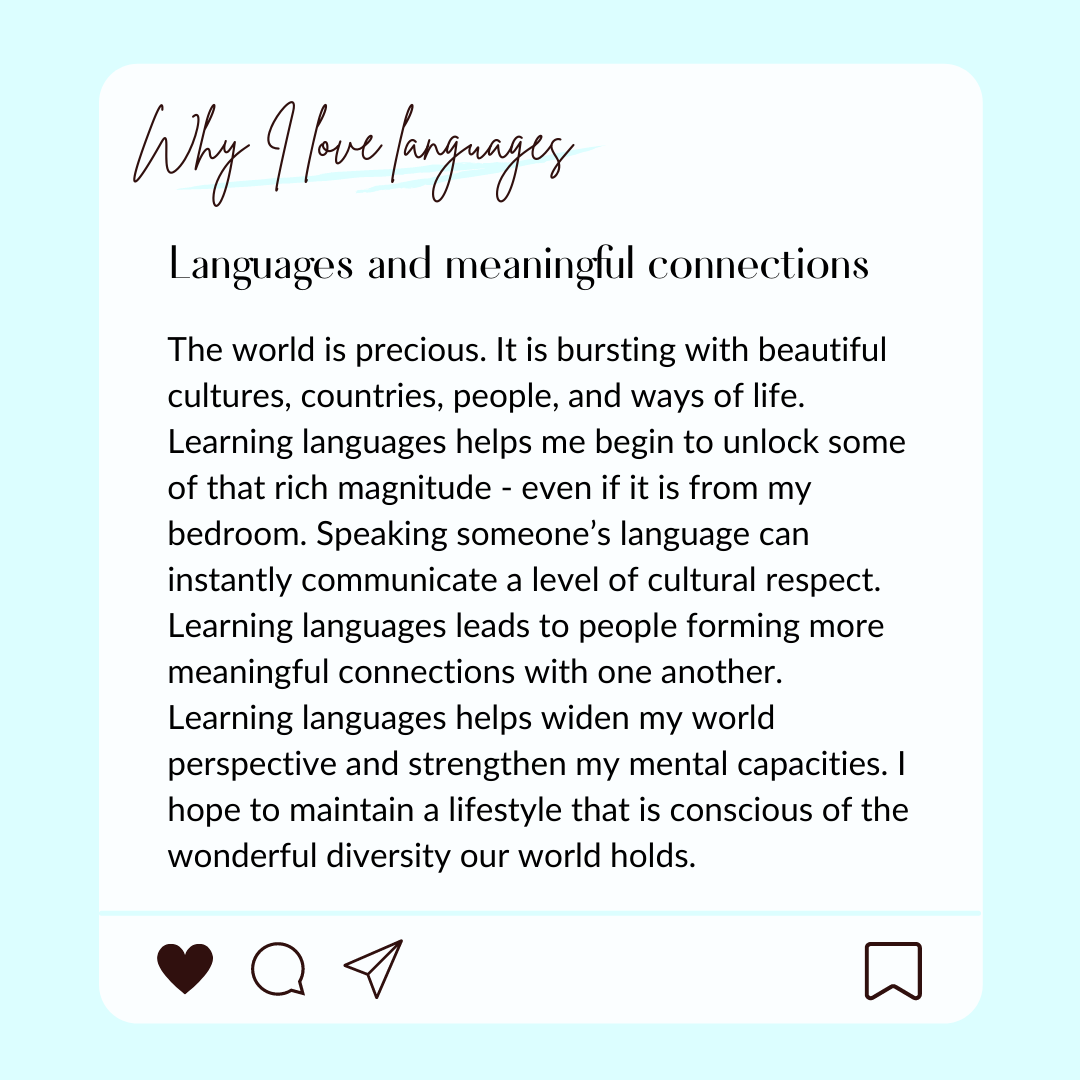 Why I love languages
Languages and meaningful connections
The world is precious. It is bursting with beautiful
cultures, countries, people, and ways of life.
Learning languages helps me begin to unlock some
of that rich magnitude - even if it is from my
bedroom. Speaking someone’s language can
instantly communicate a level of cultural respect.
Learning languages leads to people forming more
meaningful connections with one another.
Learning languages helps widen my world
perspective and strengthen my mental capacities. I
hope to maintain a lifestyle that is conscious of the
wonderful diversity our world holds.